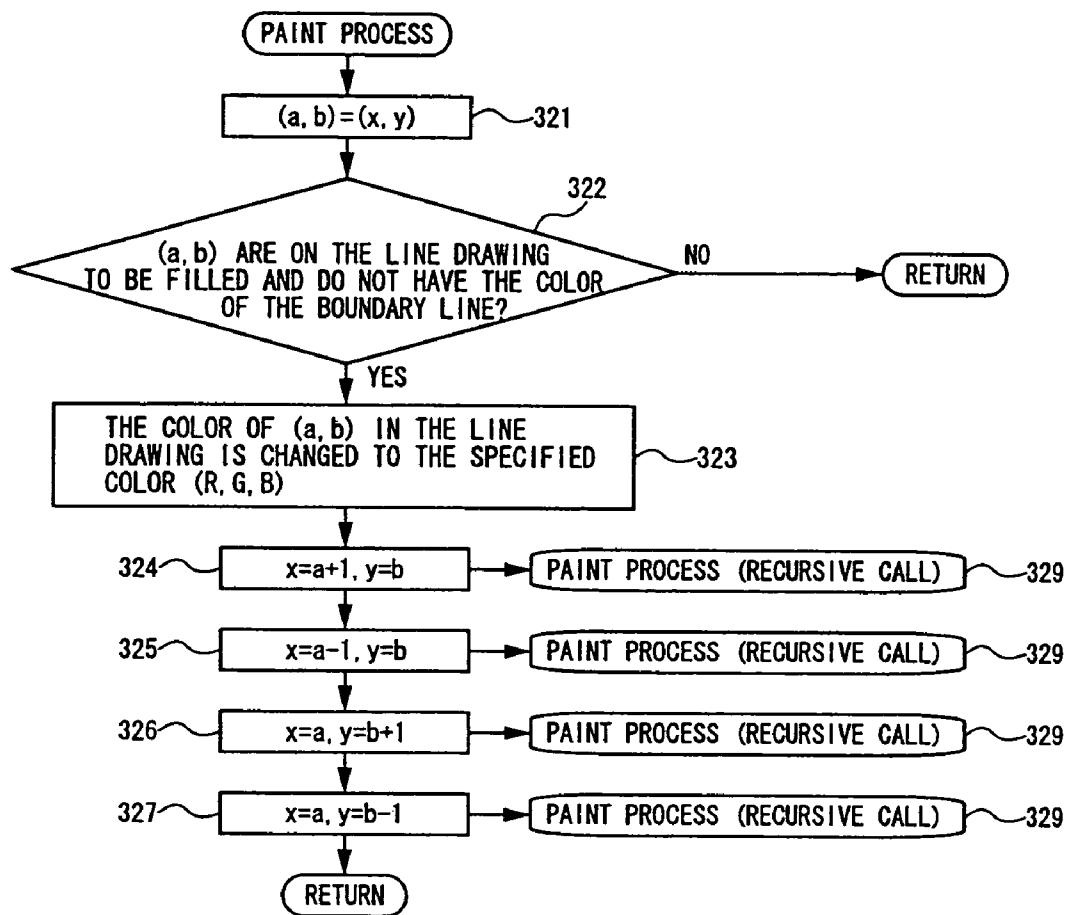 PAINT PROCESS
(a, b)=(x, y)
321
322
(a, b) ARE ON THE LINE DRAWING
TO BE FILLED AND DO NOT HAVE THE COLOR
OF THE BOUNDARY LINE?
NO
RETURN
YES
THE COLOR OF (a, b) IN THE LINE
DRAWING IS CHANGED TO THE SPECIFIED
COLOR (R, G, B)
323
324
x=a+1, y=b
PAINT PROCESS (RECURSIVE CALL)
329
325
x=a-1, y=b
PAINT PROCESS (RECURSIVE CALL)
329
326
x=a, y=b+1
PAINT PROCESS (RECURSIVE CALL)
329
327
x=a, y=b-1
PAINT PROCESS (RECURSIVE CALL)
329
RETURN